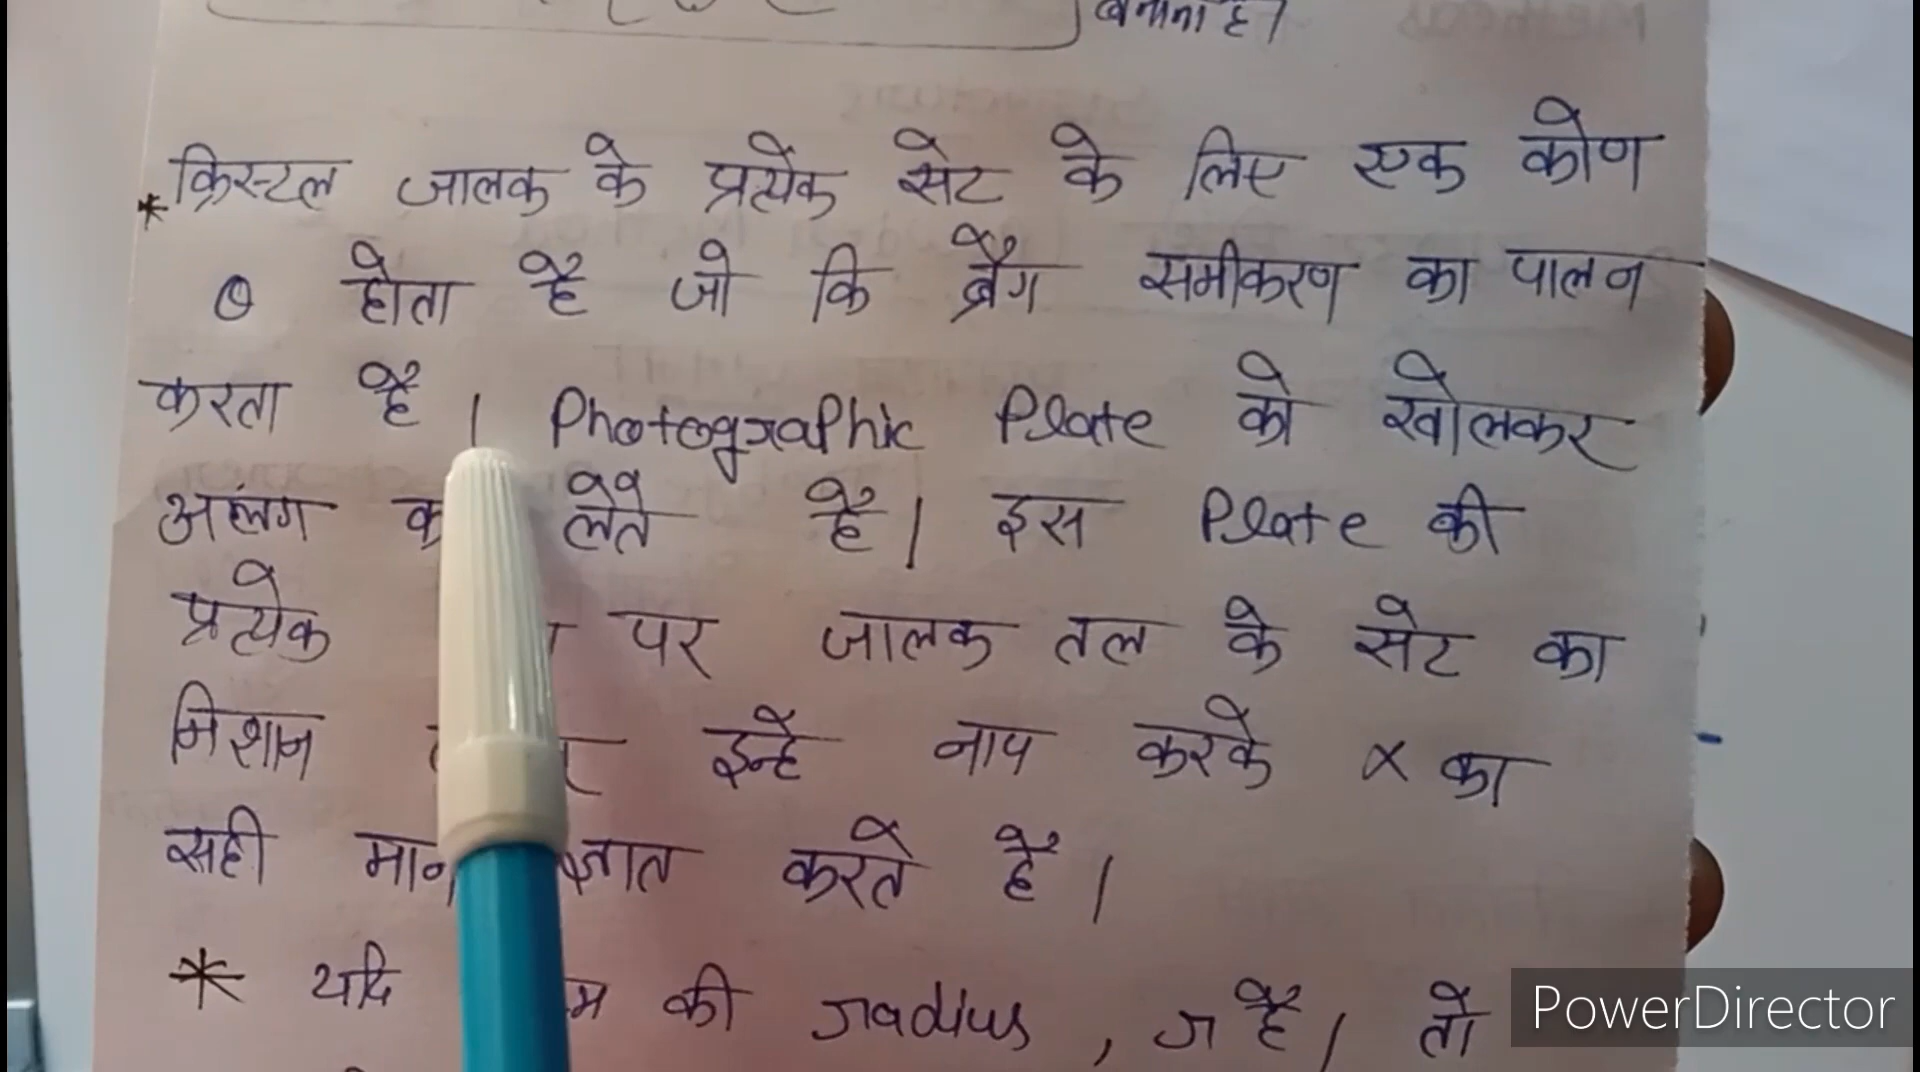 बनाना है।
* क्रिस्टल जालक के प्रत्येक सेट के लिए एक कोण
θ होता है जो कि ब्रैग समीकरण का पालन
करता है। Photographic Plate को खोलकर
अलग लेते है। इस Plate की
प्रत्येक पर जालक तल के सेट का
निशान इन्हे नाप करके α का
सही मान ज्ञात करते है।
* यदि की radius, r है। तो
PowerDirector